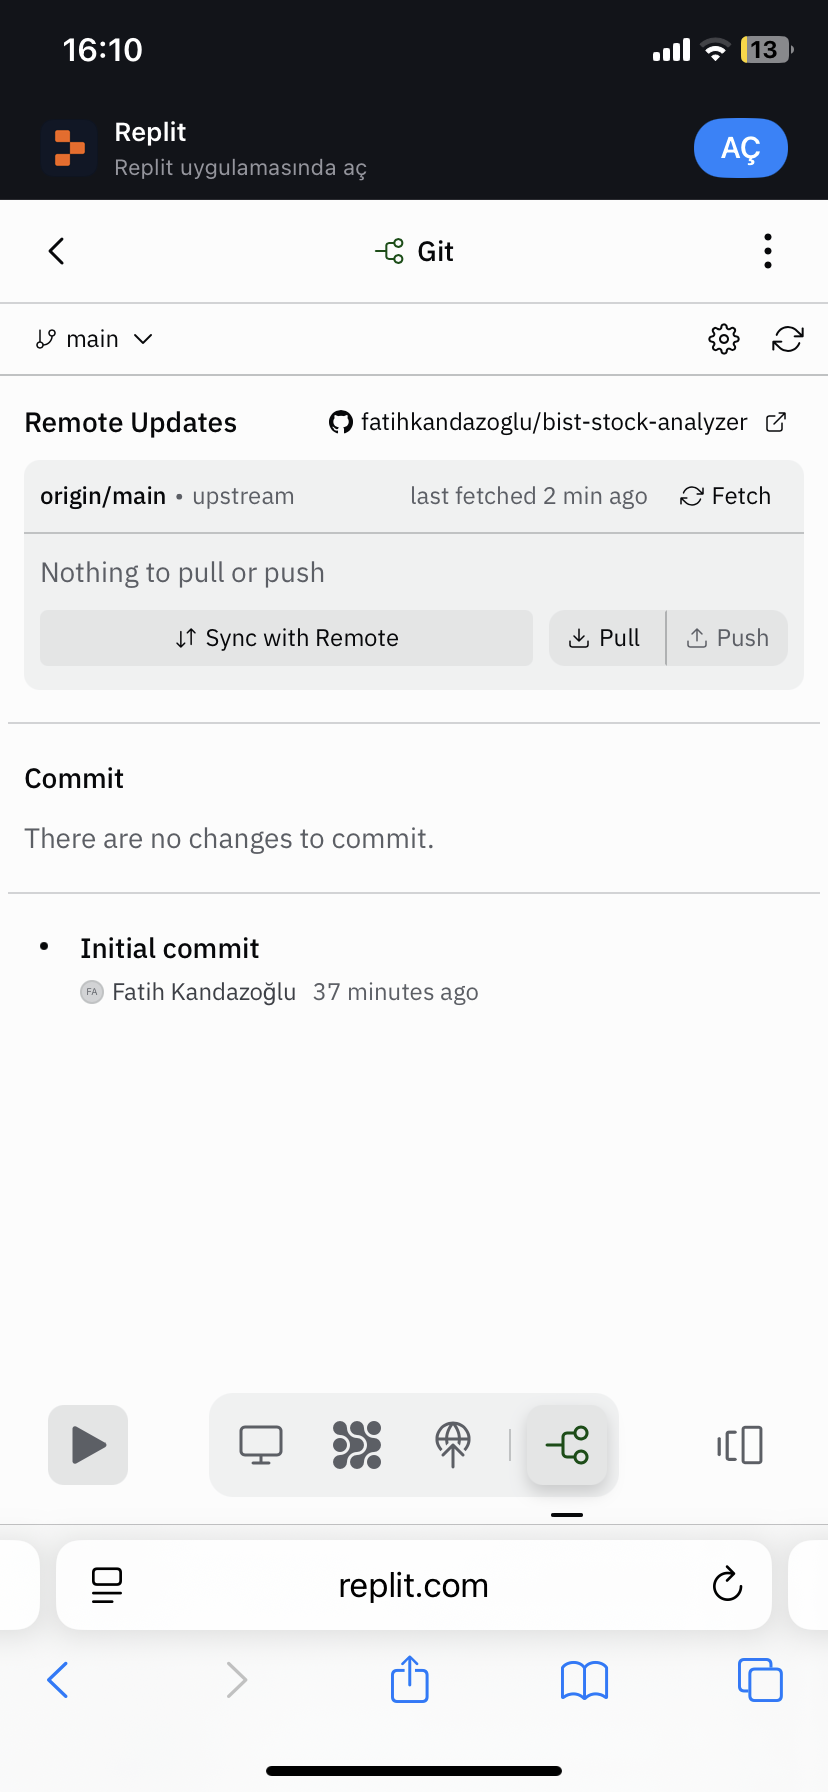 16:10
13
Replit
Replit uygulamasında aç
AÇ
Git
main
Remote Updates
fatihkandazoglu/bist-stock-analyzer
origin/main • upstream
last fetched 2 min ago
Fetch
Nothing to pull or push
Sync with Remote
Pull
Push
Commit
There are no changes to commit.
• Initial commit
FA
Fatih Kandazoğlu 37 minutes ago
replit.com